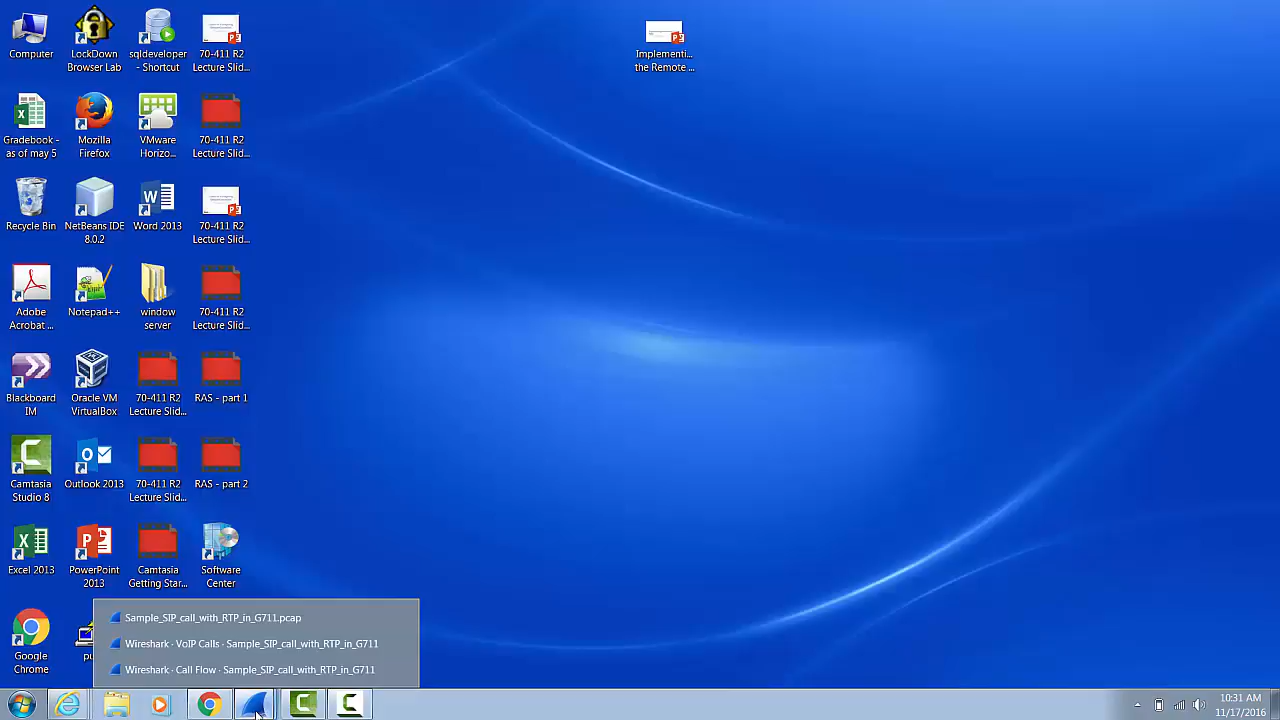 Computer
LockDown
Browser Lab
sqldeveloper
- Shortcut
70-411 R2
Lecture Slid...
Implementi...
the Remote ...
Gradebook -
as of may 5
Mozilla
Firefox
VMware
Horizo...
70-411 R2
Lecture Slid...
Recycle Bin
NetBeans IDE
8.0.2
Word 2013
70-411 R2
Lecture Slid...
Adobe
Acrobat ...
Notepad++
window
server
70-411 R2
Lecture Slid...
Blackboard
IM
Oracle VM
VirtualBox
70-411 R2
Lecture Slid...
RAS - part 1
Camtasia
Studio 8
Outlook 2013
70-411 R2
Lecture Slid...
RAS - part 2
Excel 2013
PowerPoint
2013
Camtasia
Getting Star...
Software
Center
Google
Chrome
pu
Sample_SIP_call_with_RTP_in_G711.pcap
Wireshark · VoIP Calls · Sample_SIP_call_with_RTP_in_G711
Wireshark · Call Flow · Sample_SIP_call_with_RTP_in_G711
10:31 AM
11/17/2016